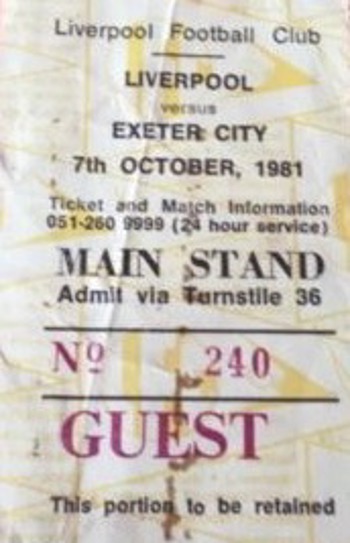 Liverpool Football Club
LIVERPOOL
versus
EXETER CITY
7th OCTOBER, 1981
Ticket and Match Information
051-260 9999 (24 hour service)
MAIN STAND
Admit via Turnstile 36
Nº 240
GUEST
This portion to be retained